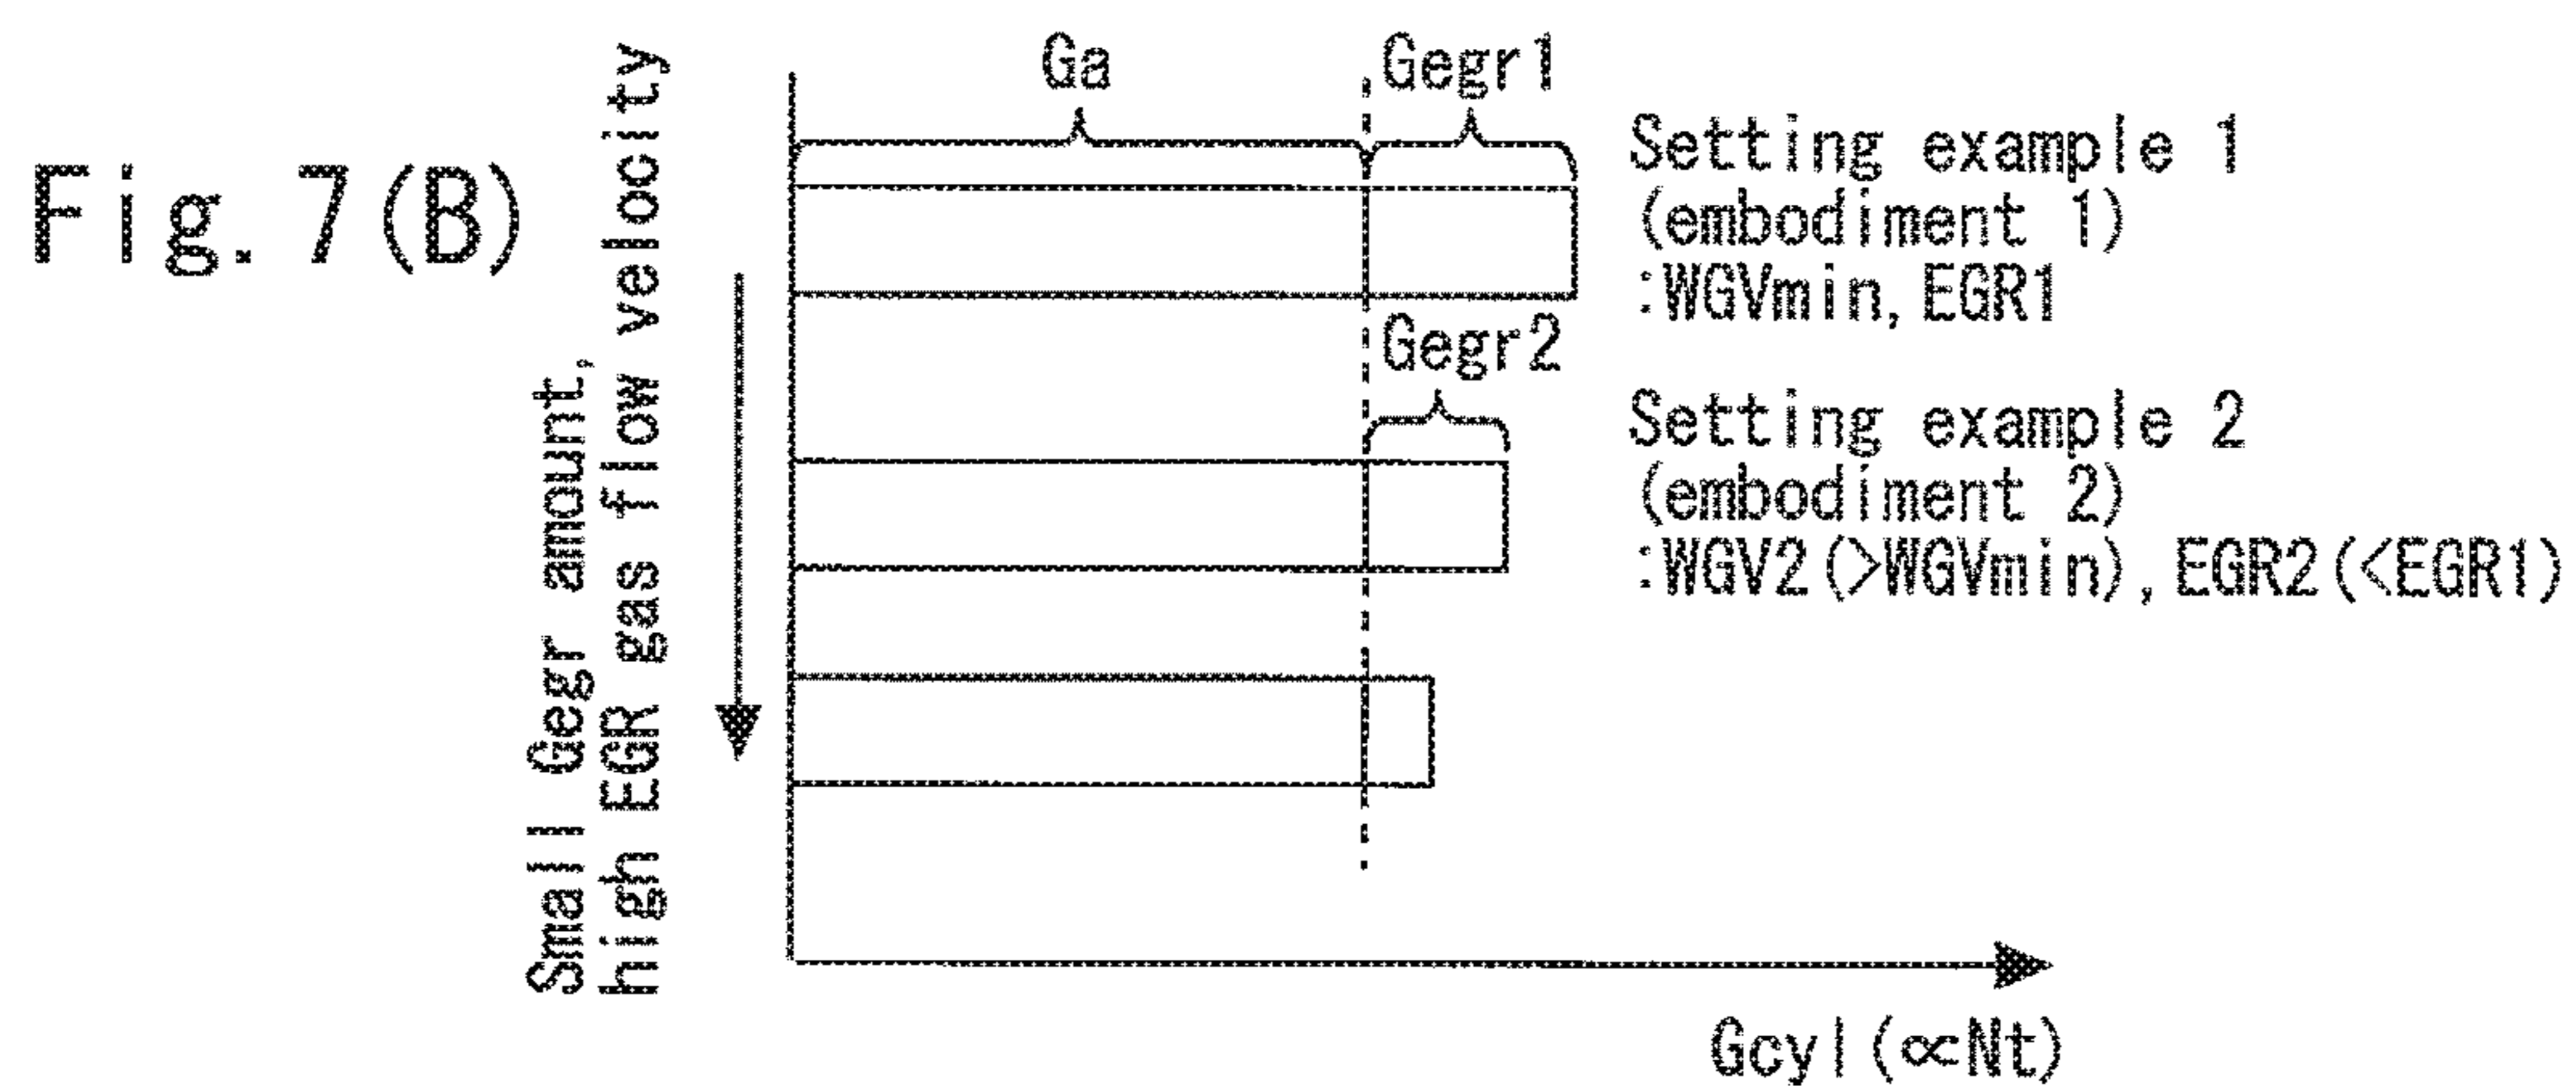 Fig. 7(B)
Small Gegr amount,
high EGR gas flow velocity
Ga
Gegr1
Setting example 1
(embodiment 1)
:WGVmin, EGR1
Gegr2
Setting example 2
(embodiment 2)
:WGV2(>WGVmin), EGR2(<EGR1)
Gcyl(∝Nt)